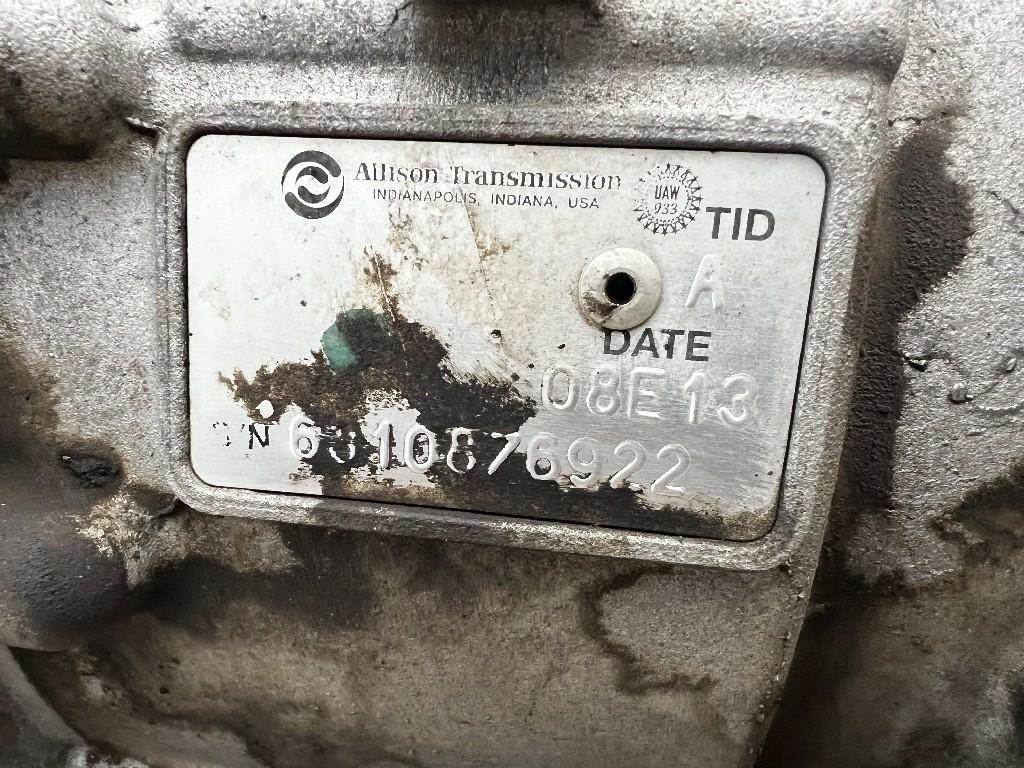 Allison Transmission
INDIANAPOLIS, INDIANA, USA
UAW
933
TID
A
DATE
08E13
6310876922